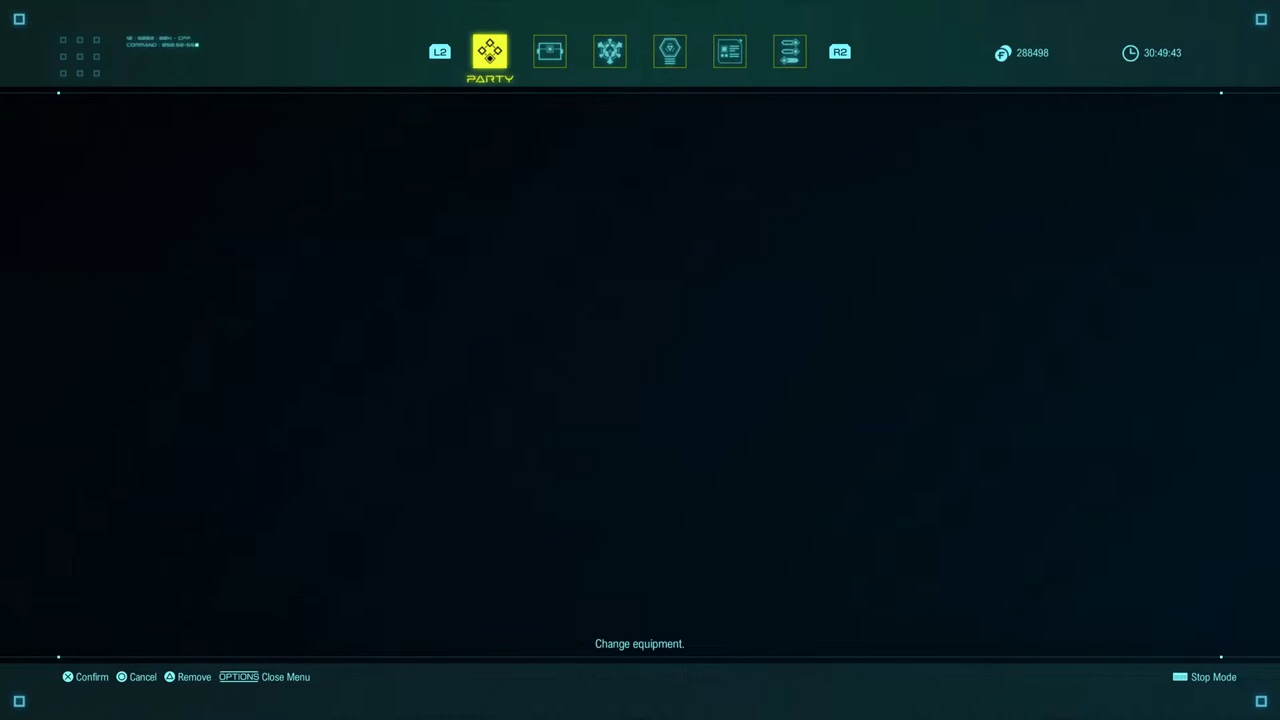 L2
R2
PARTY
288498
30:49:43
Change equipment.
Confirm
Cancel
Remove
OPTIONS Close Menu
Stop Mode